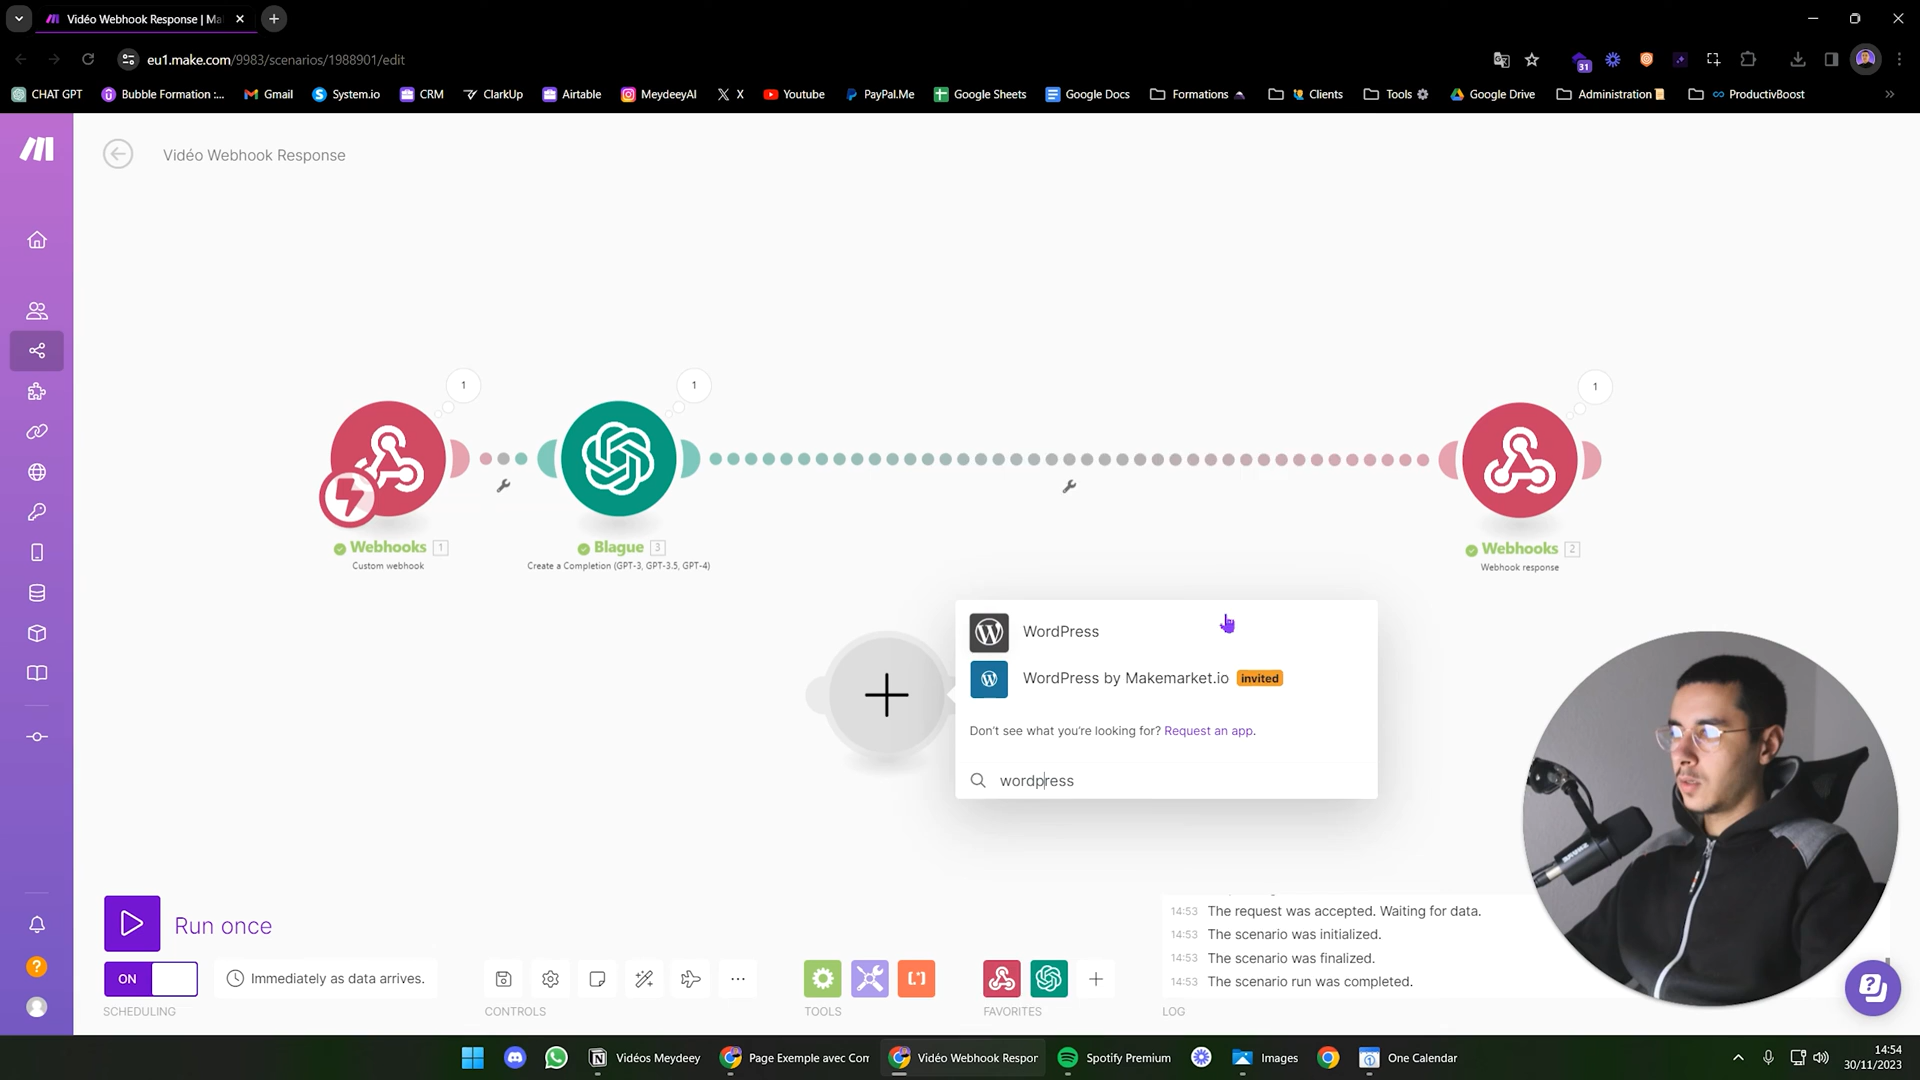 Vidéo Webhook Response | Ma
eu1.make.com/9983/scenarios/1988901/edit
31
CHAT GPT
Bubble Formation :...
Gmail
System.io
CRM
ClarkUp
Airtable
MeydeeyAI
X
Youtube
PayPal.Me
Google Sheets
Google Docs
Formations
Clients
Tools
Google Drive
Administration
ProductivBoost
Vidéo Webhook Response
1
1
1
Webhooks 1
Custom webhook
Blague 3
Create a Completion (GPT-3, GPT-3.5, GPT-4)
Webhooks 2
Webhook response
WordPress
WordPress by Makemarket.io invited
Don't see what you're looking for? Request an app.
wordpress
Run once
ON
Immediately as data arrives.
SCHEDULING
CONTROLS
TOOLS
FAVORITES
14:53 The request was accepted. Waiting for data.
14:53 The scenario was initialized.
14:53 The scenario was finalized.
14:53 The scenario run was completed.
LOG
Vidéos Meydeey
Page Exemple avec Com
Vidéo Webhook Respor
Spotify Premium
Images
One Calendar
14:54
30/11/2023